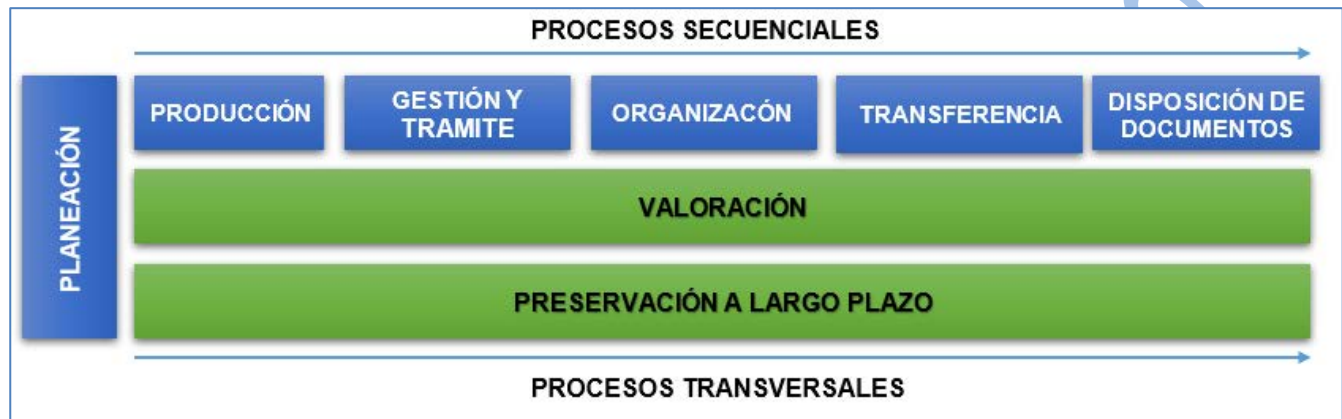 PROCESOS SECUENCIALES
PLANEACIÓN
PRODUCCIÓN
GESTIÓN Y
TRAMITE
ORGANIZACÓN
TRANSFERENCIA
DISPOSICIÓN DE
DOCUMENTOS
VALORACIÓN
PRESERVACIÓN A LARGO PLAZO
PROCESOS TRANSVERSALES